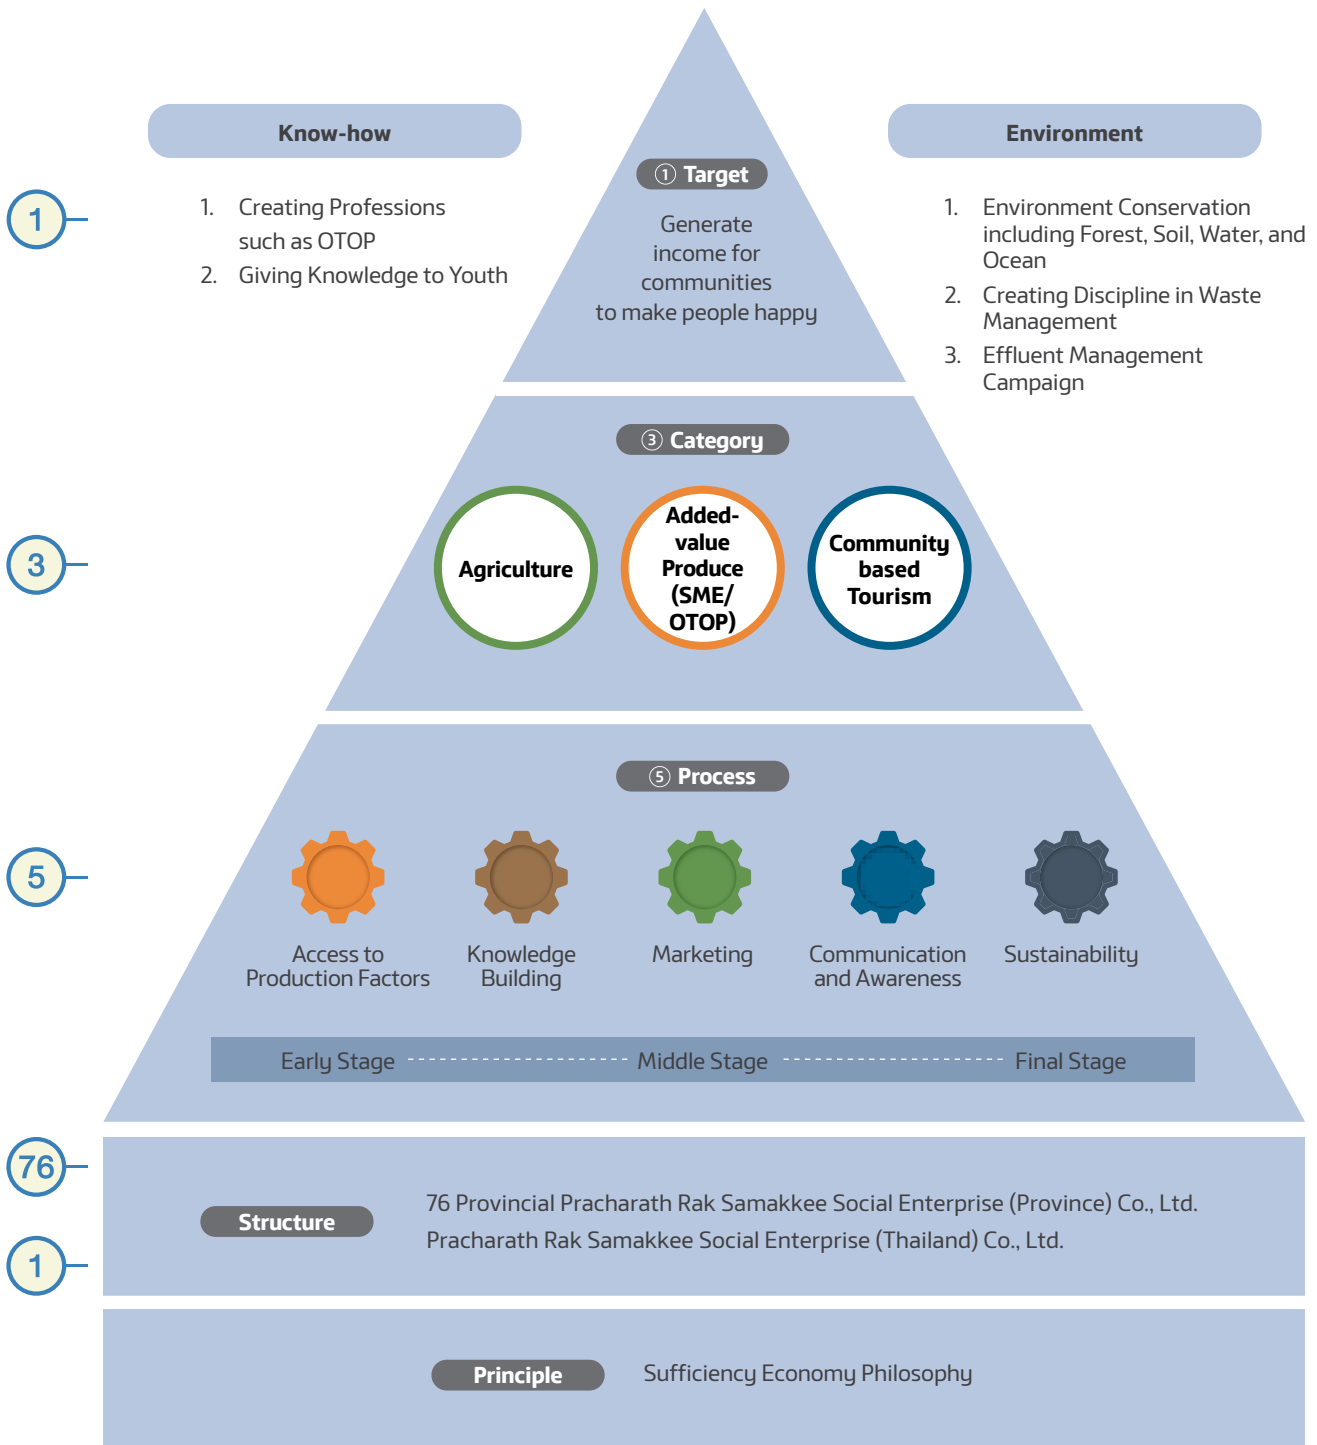 Know-how
1. Creating Professions
such as OTOP
2. Giving Knowledge to Youth
Environment
1. Environment Conservation
including Forest, Soil, Water, and
Ocean
2. Creating Discipline in Waste
Management
3. Effluent Management
Campaign
1
① Target
Generate
income for
communities
to make people happy
3
③ Category
Agriculture
Added-
value
Produce
(SME/
OTOP)
Community
based
Tourism
5
⑤ Process
Access to
Production Factors
Knowledge
Building
Marketing
Communication
and Awareness
Sustainability
Early Stage
Middle Stage
Final Stage
76
1
Structure
76 Provincial Pracharath Rak Samakkee Social Enterprise (Province) Co., Ltd.
Pracharath Rak Samakkee Social Enterprise (Thailand) Co., Ltd.
Principle
Sufficiency Economy Philosophy